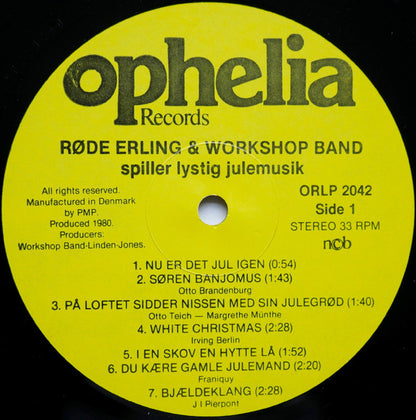 ophelia
Records
RØDE ERLING & WORKSHOP BAND
spiller lystig julemusik
All rights reserved.
Manufactured in Denmark
by PMP.
Produced 1980.
Producers:
Workshop Band-Linden-Jones.
ORLP 2042
Side 1
STEREO 33 RPM
ncb
1. NU ER DET JUL IGEN (0:54)
2. SØREN BANJOMUS (1:43)
Otto Brandenburg
3. PÅ LOFTET SIDDER NISSEN MED SIN JULEGRØD (1:40)
Otto Teich — Margrethe Münthe
4. WHITE CHRISTMAS (2:28)
Irving Berlin
5. I EN SKOV EN HYTTE LÅ (1:52)
6. DU KÆRE GAMLE JULEMAND (2:20)
Franiquy
7. BJÆLDEKLANG (2:28)
J I Pierpont